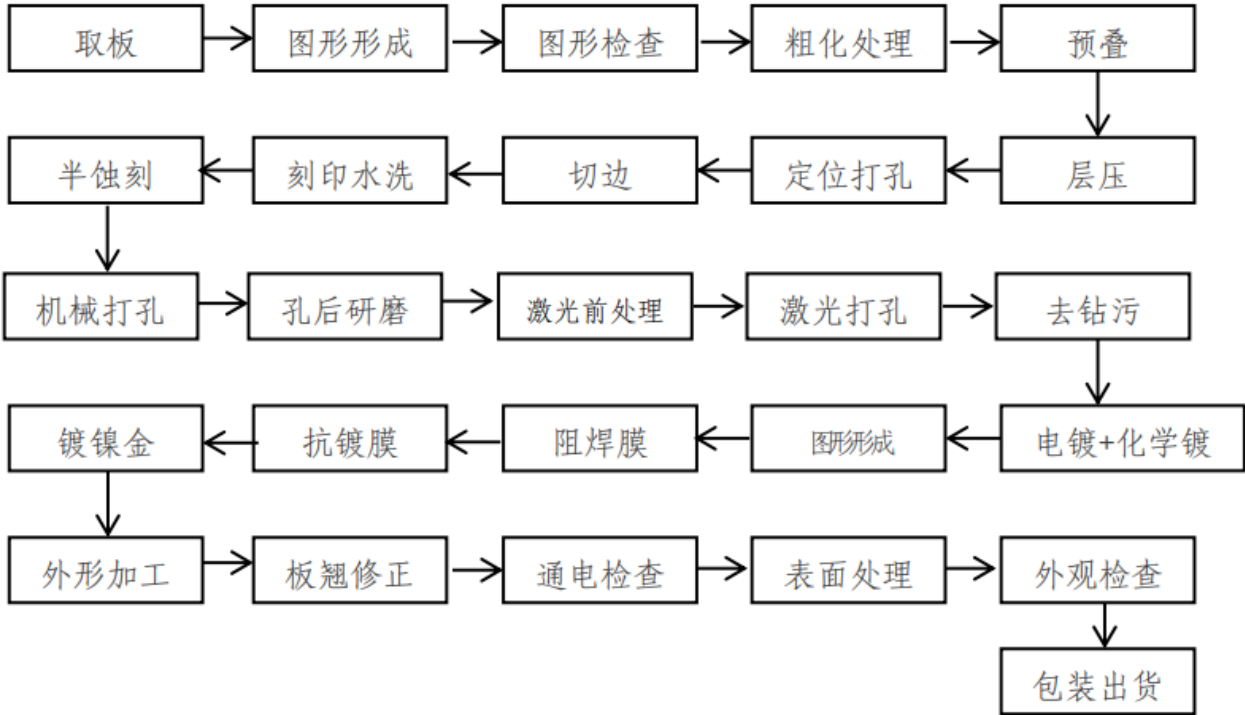 取板 图形形成 图形检查 粗化处理 预叠
半蚀刻 刻印水洗 切边 定位打孔 层压
机械打孔 孔后研磨 激光前处理 激光打孔 去钻污
镀镍金 抗镀膜 阻焊膜 图形形成 电镀+化学镀
外形加工 板翘修正 通电检查 表面处理 外观检查
包装出货